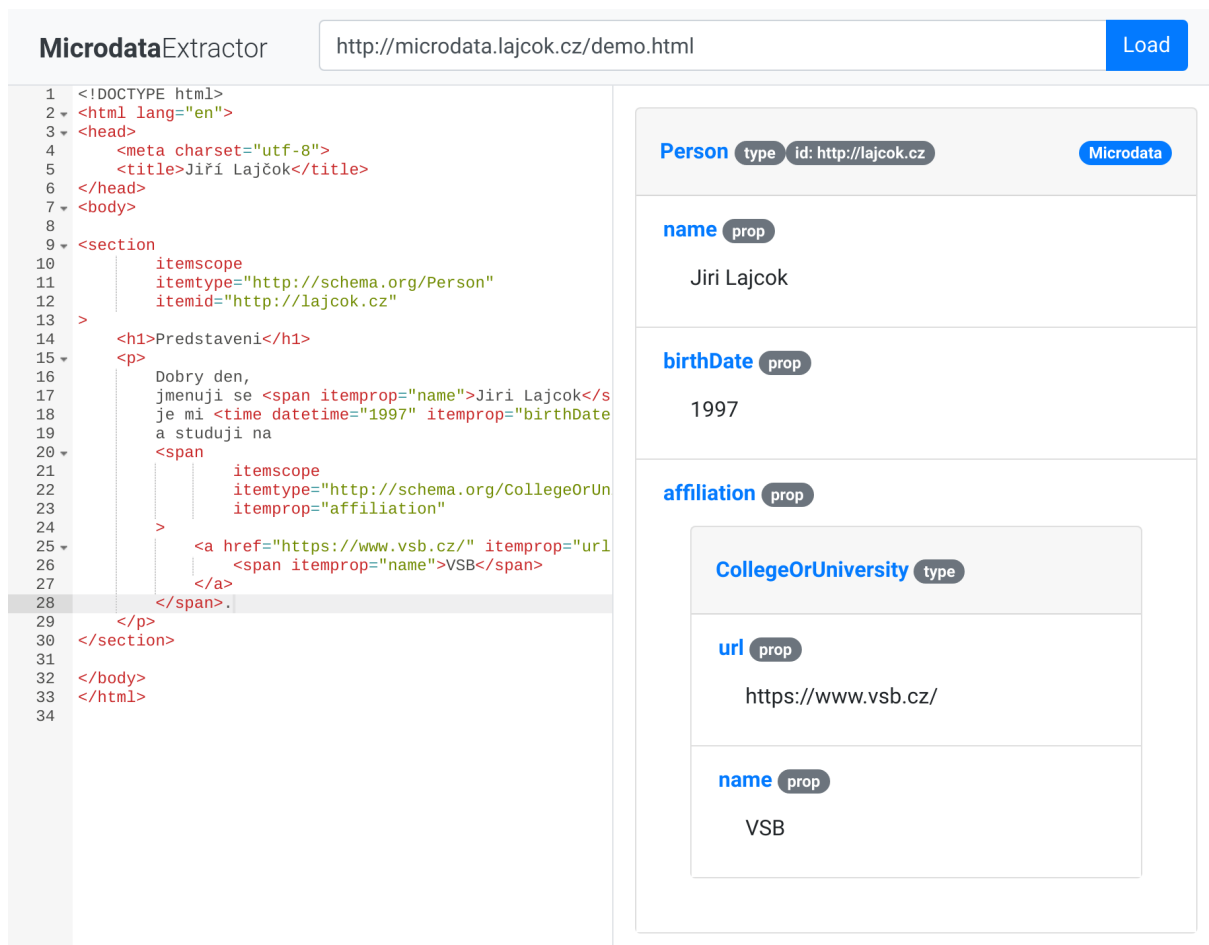 MicrodataExtractor
http://microdata.lajcok.cz/demo.html
Load
1 <!DOCTYPE html>
2 <html lang="en">
3 <head>
4 <meta charset="utf-8">
5 <title>Jiří Lajčok</title>
6 </head>
7 <body>
8
9 <section
10 itemscope
11 itemtype="http://schema.org/Person"
12 itemid="http://lajcok.cz"
13 >
14 <h1>Predstaveni</h1>
15 <p>
16 Dobry den,
17 jmenuji se <span itemprop="name">Jiri Lajcok</s
18 je mi <time datetime="1997" itemprop="birthDate
19 a studuji na
20 <span
21 itemscope
22 itemtype="http://schema.org/CollegeOrUn
23 itemprop="affiliation"
24 >
25 <a href="https://www.vsb.cz/" itemprop="url
26 <span itemprop="name">VSB</span>
27 </a>
28 </span>.
29 </p>
30 </section>
31
32 </body>
33 </html>
34
Person type id: http://lajcok.cz Microdata
name prop
Jiri Lajcok
birthDate prop
1997
affiliation prop
CollegeOrUniversity type
url prop
https://www.vsb.cz/
name prop
VSB